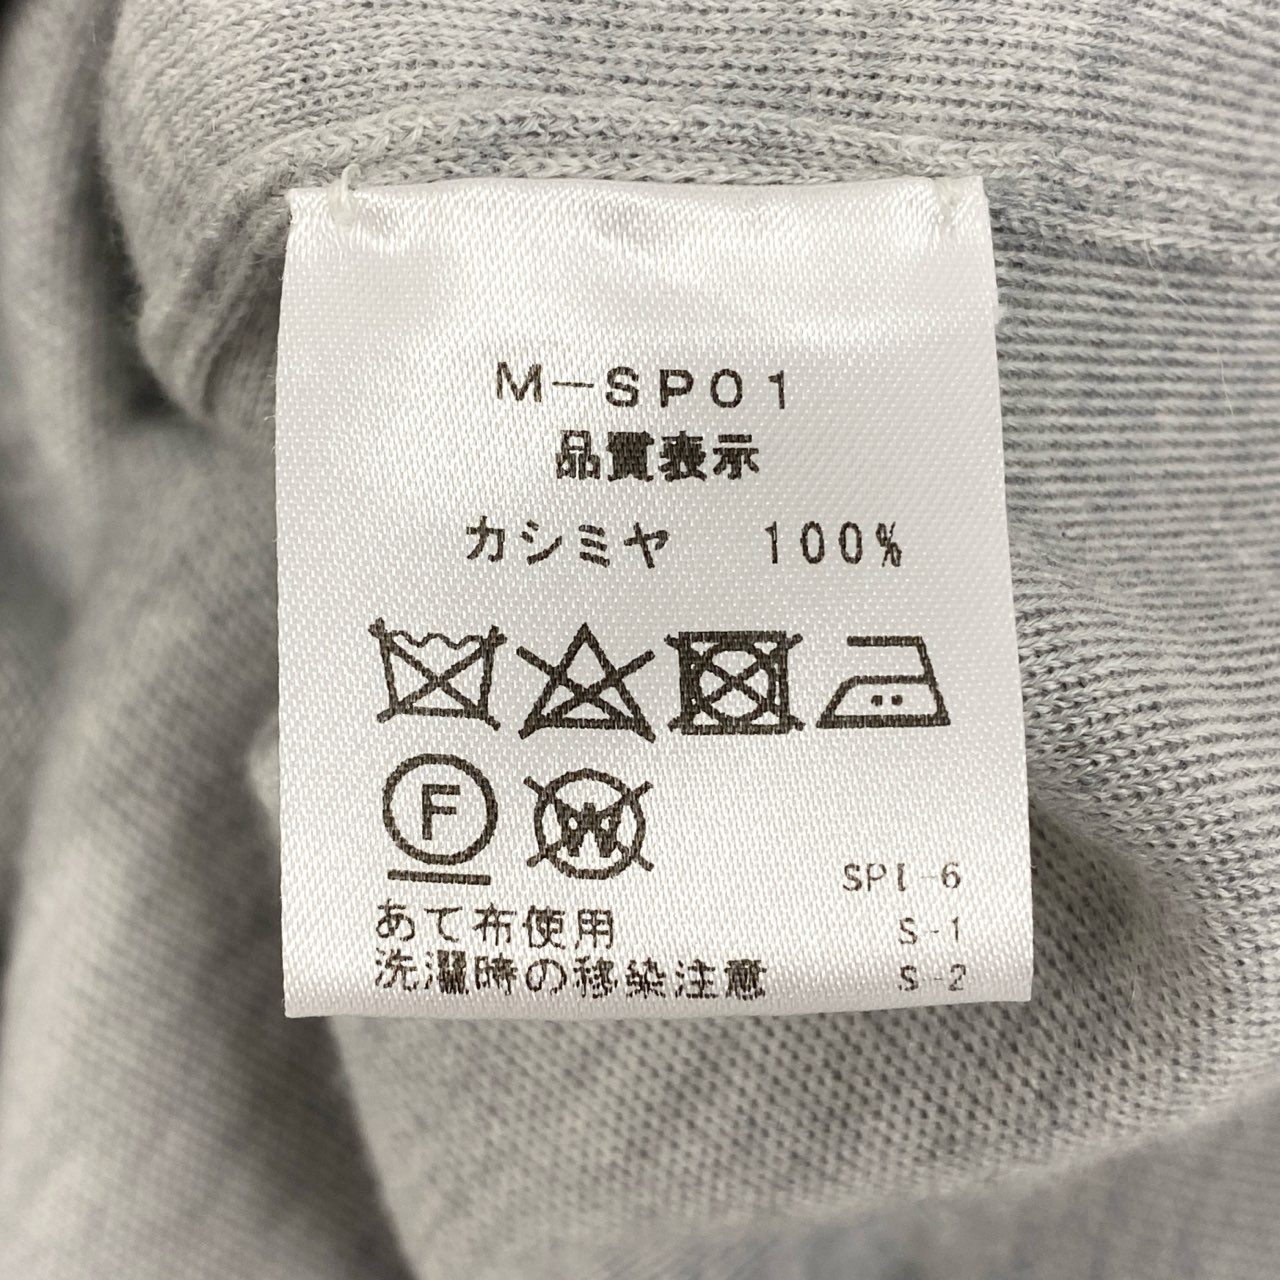 M-SP01
品質表示
カシミヤ 100%
F
W
SPI-6
あて布使用
S-1
洗濯時の移染注意
S-2